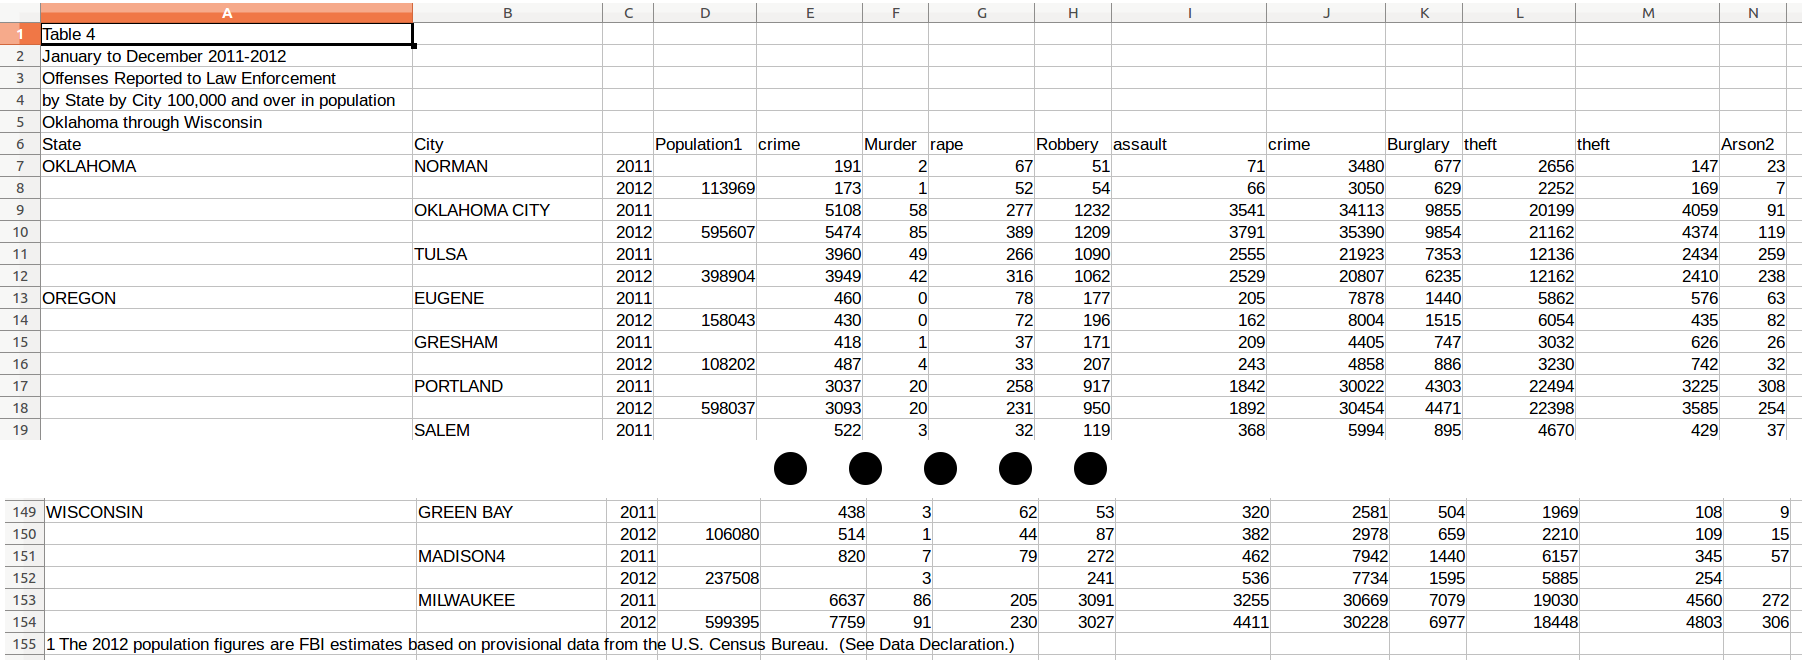 A B C D E F G H I J K L M N
1 Table 4
2 January to December 2011-2012
3 Offenses Reported to Law Enforcement
4 by State by City 100,000 and over in population
5 Oklahoma through Wisconsin
6 State City Population1 crime Murder rape Robbery assault crime Burglary theft theft Arson2
7 OKLAHOMA NORMAN 2011 191 2 67 51 71 3480 677 2656 147 23
8 2012 113969 173 1 52 54 66 3050 629 2252 169 7
9 OKLAHOMA CITY 2011 5108 58 277 1232 3541 34113 9855 20199 4059 91
10 2012 595607 5474 85 389 1209 3791 35390 9854 21162 4374 119
11 TULSA 2011 3960 49 266 1090 2555 21923 7353 12136 2434 259
12 2012 398904 3949 42 316 1062 2529 20807 6235 12162 2410 238
13 OREGON EUGENE 2011 460 0 78 177 205 7878 1440 5862 576 63
14 2012 158043 430 0 72 196 162 8004 1515 6054 435 82
15 GRESHAM 2011 418 1 37 171 209 4405 747 3032 626 26
16 2012 108202 487 4 33 207 243 4858 886 3230 742 32
17 PORTLAND 2011 3037 20 258 917 1842 30022 4303 22494 3225 308
18 2012 598037 3093 20 231 950 1892 30454 4471 22398 3585 254
19 SALEM 2011 522 3 32 119 368 5994 895 4670 429 37
149 WISCONSIN GREEN BAY 2011 438 3 62 53 320 2581 504 1969 108 9
150 2012 106080 514 1 44 87 382 2978 659 2210 109 15
151 MADISON4 2011 820 7 79 272 462 7942 1440 6157 345 57
152 2012 237508 3 241 536 7734 1595 5885 254
153 MILWAUKEE 2011 6637 86 205 3091 3255 30669 7079 19030 4560 272
154 2012 599395 7759 91 230 3027 4411 30228 6977 18448 4803 306
155 1 The 2012 population figures are FBI estimates based on provisional data from the U.S. Census Bureau. (See Data Declaration.)